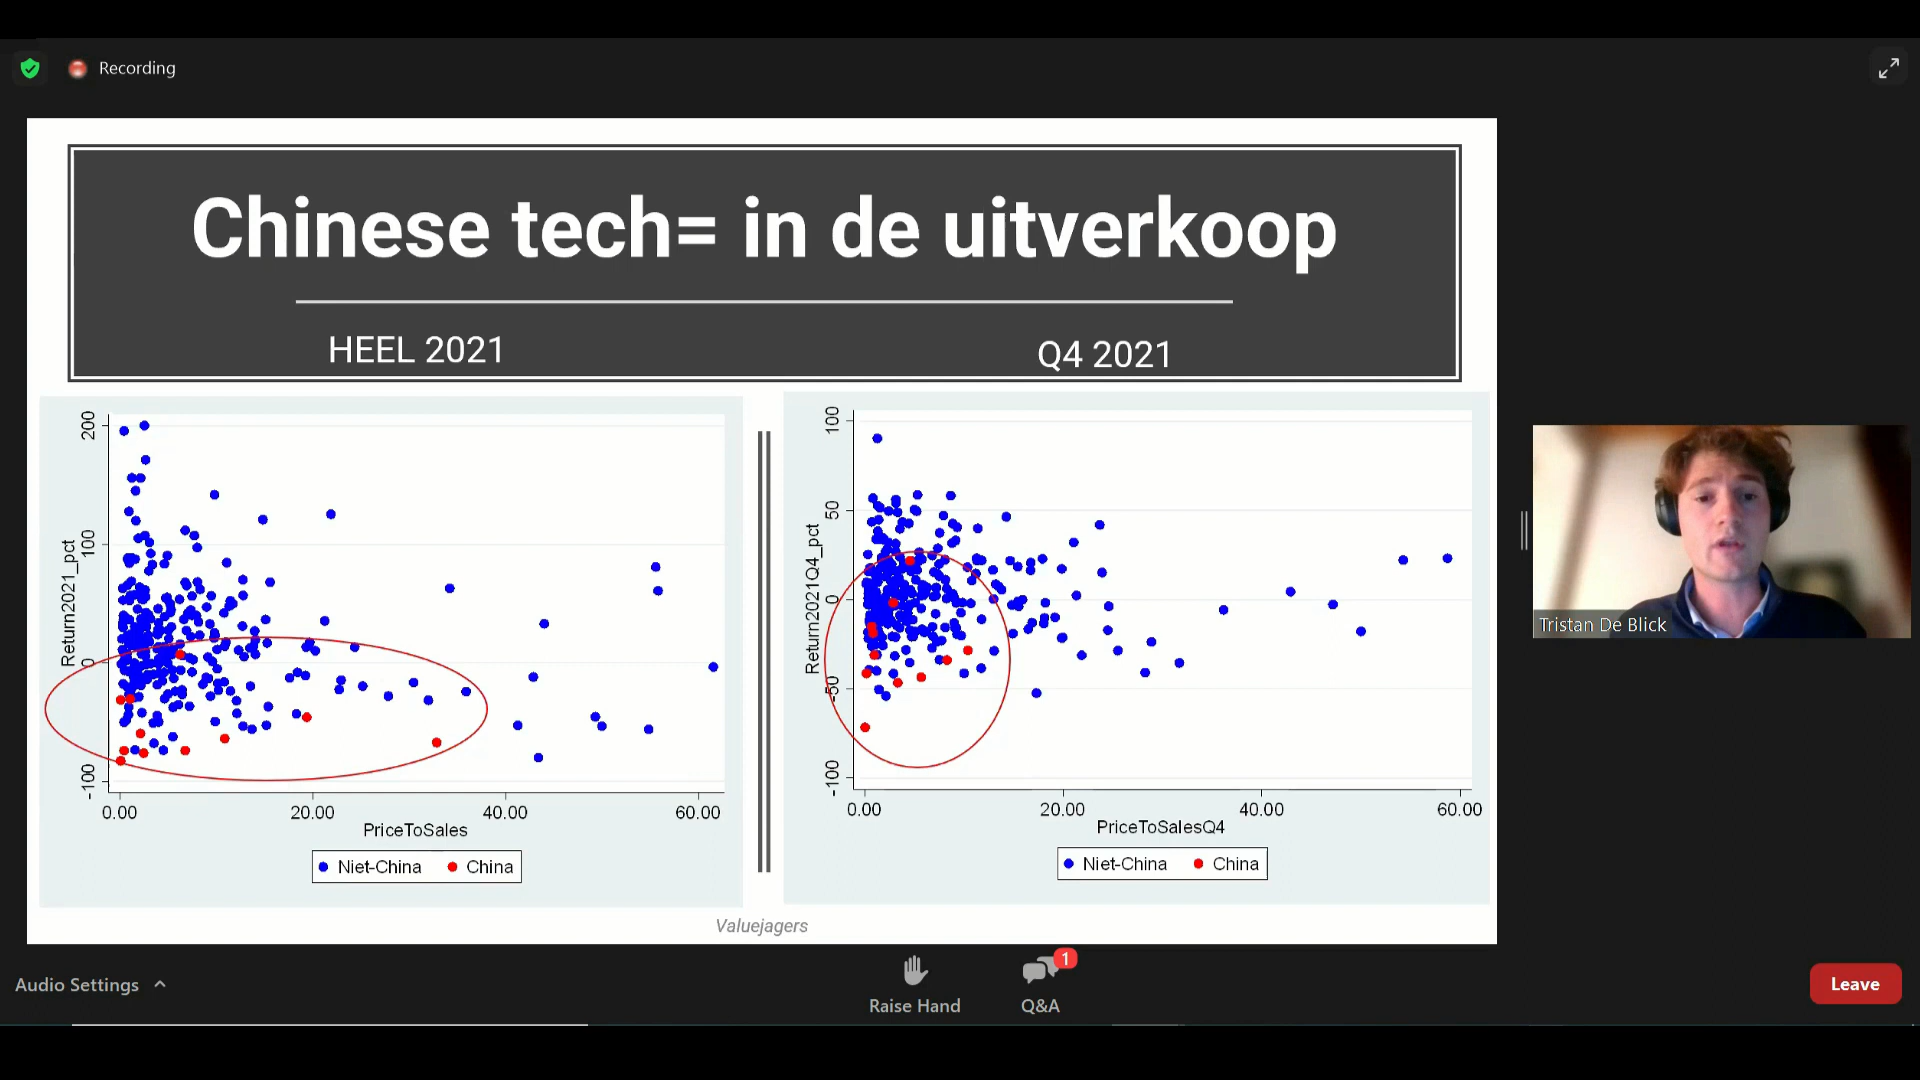 Recording
Chinese tech= in de uitverkoop
HEEL 2021
Q4 2021
Return2021_pct
200
100
0
-100
0.00
20.00
40.00
60.00
PriceToSales
Niet-China
China
Return2021Q4_pct
100
50
0
-50
-100
0.00
20.00
40.00
60.00
PriceToSalesQ4
Niet-China
China
Valuejagers
Tristan De Blick
Audio Settings
Raise Hand
1
Q&A
Leave